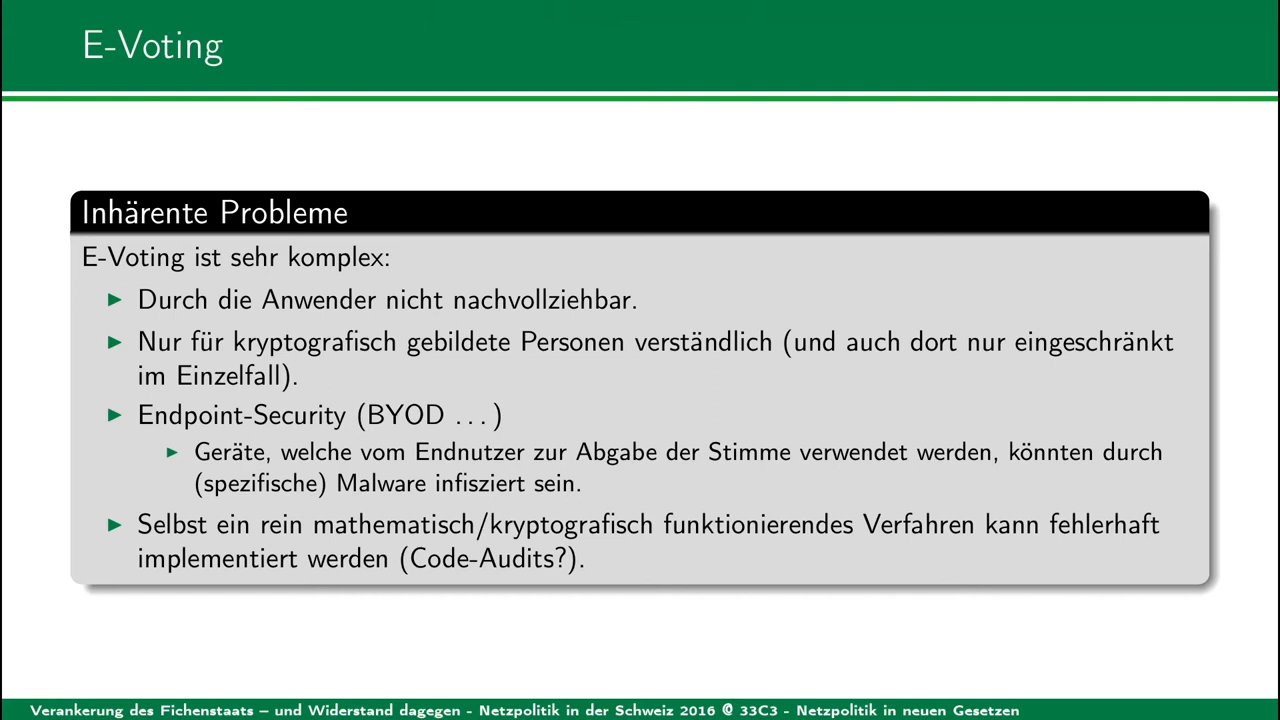 E-Voting
Inhärente Probleme
E-Voting ist sehr komplex:
Durch die Anwender nicht nachvollziehbar.
Nur für kryptografisch gebildete Personen verständlich (und auch dort nur eingeschränkt
im Einzelfall).
Endpoint-Security (BYOD ...)
Geräte, welche vom Endnutzer zur Abgabe der Stimme verwendet werden, könnten durch
(spezifische) Malware infisziert sein.
Selbst ein rein mathematisch/kryptografisch funktionierendes Verfahren kann fehlerhaft
implementiert werden (Code-Audits?).
Verankerung des Fichenstaats – und Widerstand dagegen - Netzpolitik in der Schweiz 2016 @ 33C3 - Netzpolitik in neuen Gesetzen